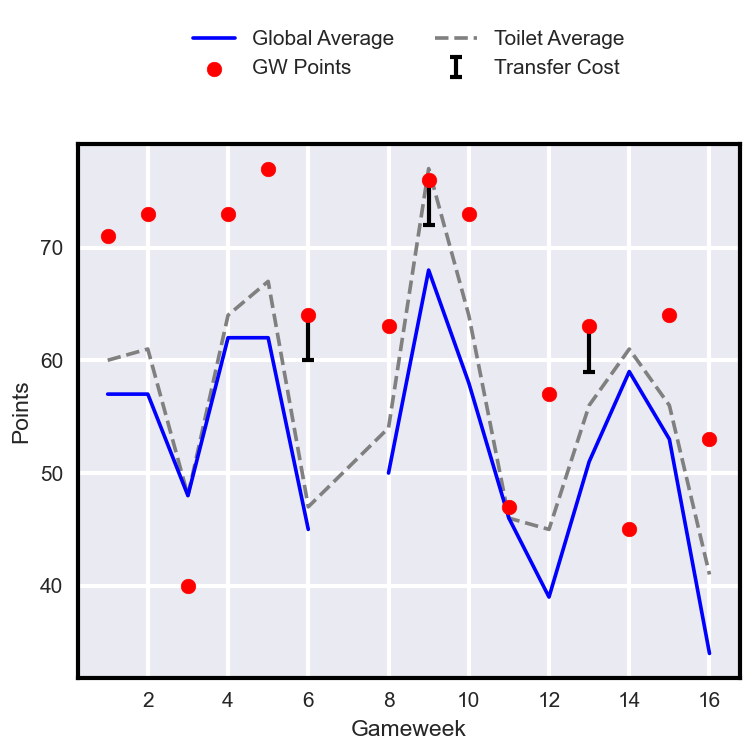 Global Average
Toilet Average
GW Points
Transfer Cost
Points
70
60
50
40
2 4 6 8 10 12 14 16
Gameweek